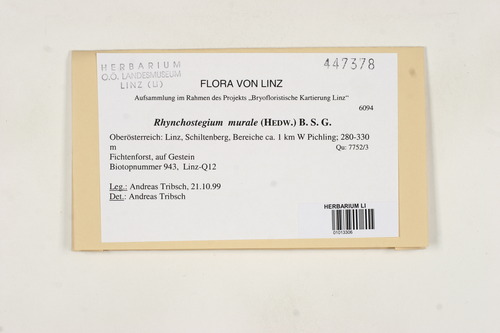 HERBARIUM
O.Ö. LANDESMUSEUM
LINZ (LI)
447378
FLORA VON LINZ
Aufsammlung im Rahmen des Projekts „Bryofloristische Kartierung Linz“
6094
Rhynchostegium murale (HEDW.) B. S. G.
Oberösterreich: Linz, Schiltenberg, Bereiche ca. 1 km W Pichling; 280-330
m
Qu: 7752/3
Fichtenforst, auf Gestein
Biotopnummer 943, Linz-Q12
Leg.: Andreas Tribsch, 21.10.99
Det.: Andreas Tribsch
HERBARIUM LI
01013306